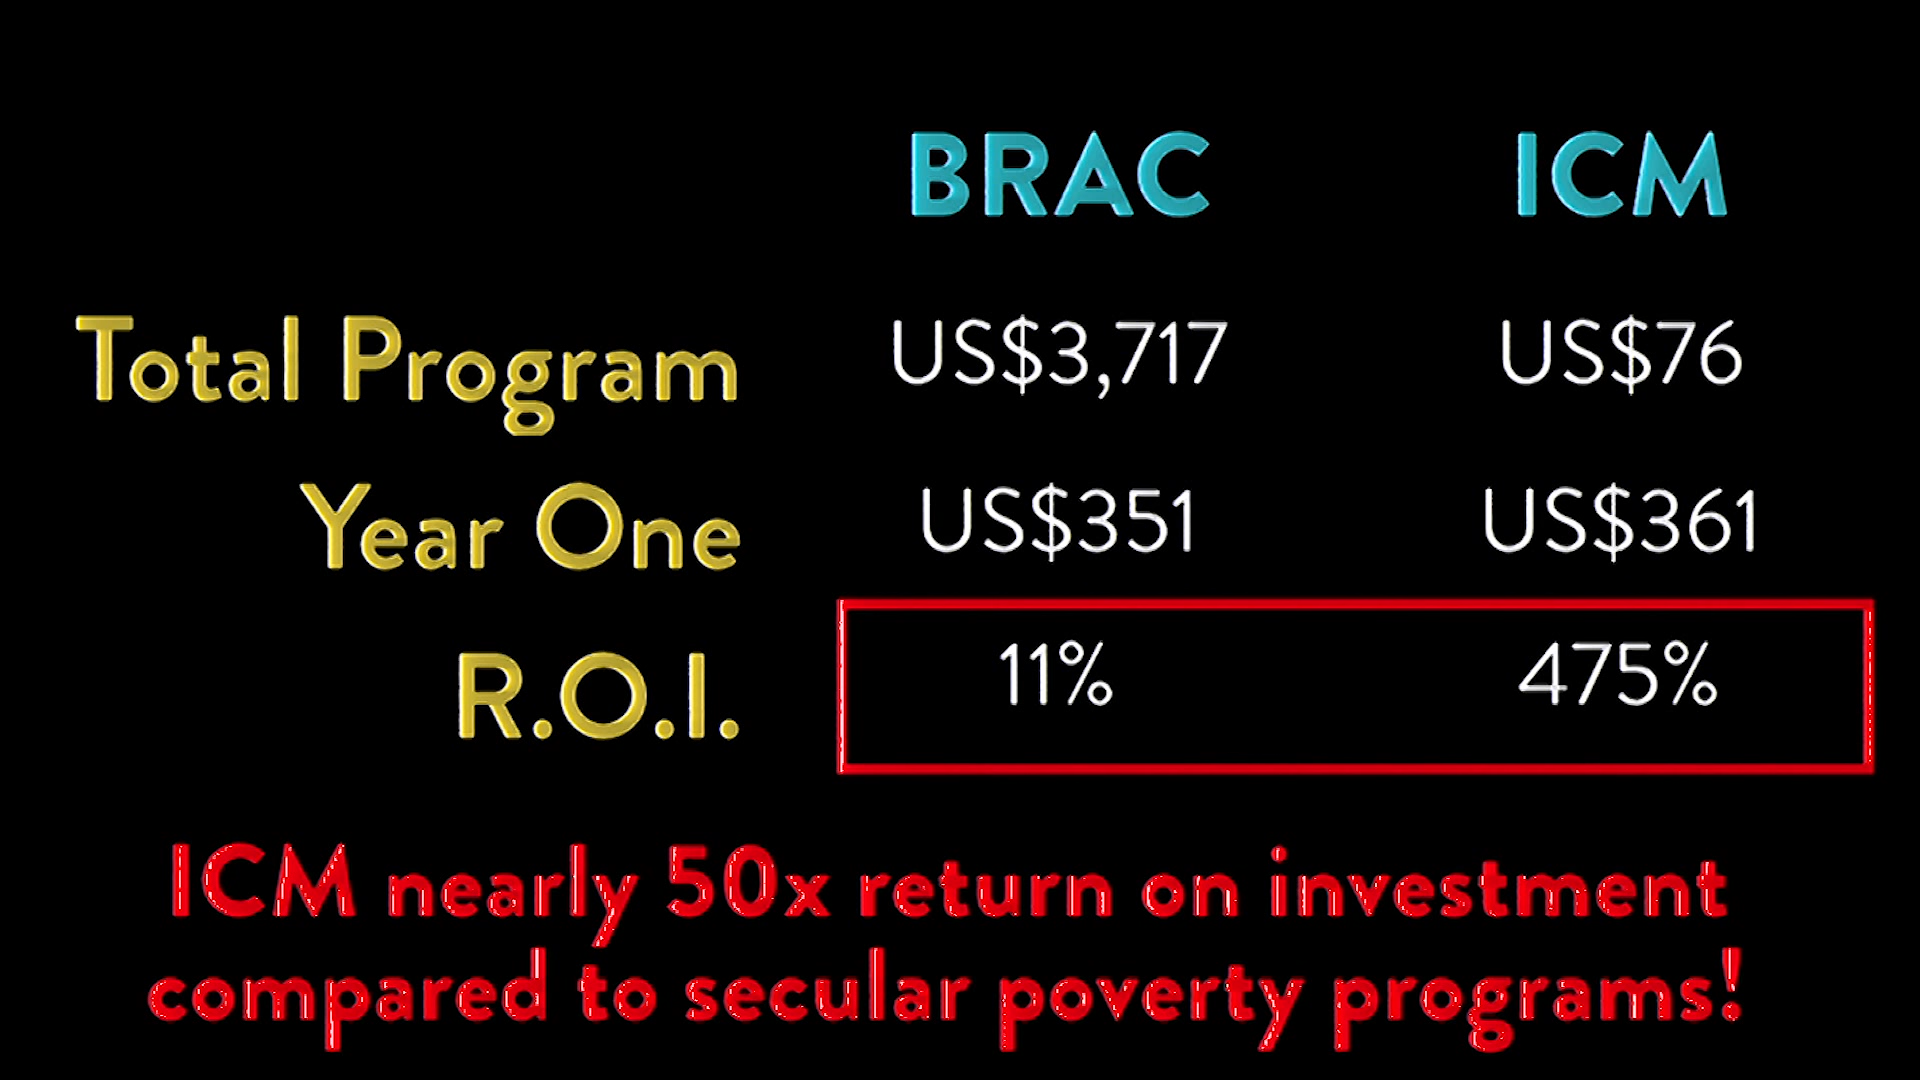 BRAC ICM
Total Program US$3,717 US$76
Year One US$351 US$361
R.O.I. 11% 475%
ICM nearly 50x return on investment
compared to secular poverty programs!